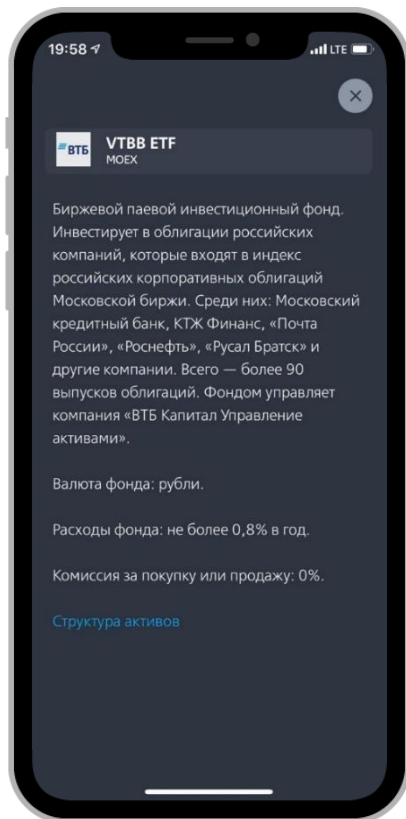 19:58
LTE
ВТБ
VTBB ETF
MOEX
Биржевой паевой инвестиционный фонд.
Инвестирует в облигации российских
компаний, которые входят в индекс
российских корпоративных облигаций
Московской биржи. Среди них: Московский
кредитный банк, КТЖ Финанс, «Почта
России», «Роснефть», «Русал Братск» и
другие компании. Всего — более 90
выпусков облигаций. Фондом управляет
компания «ВТБ Капитал Управление
активами».
Валюта фонда: рубли.
Расходы фонда: не более 0,8% в год.
Комиссия за покупку или продажу: 0%.
Структура активов